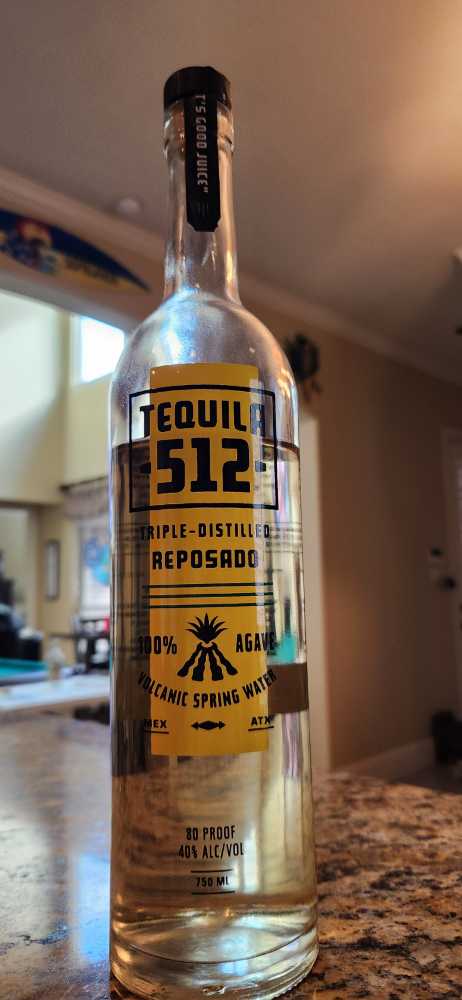 IT'S GOOD JUICE"
TEQUILA
·512·
TRIPLE-DISTILLED
REPOSADO
100% AGAVE
VOLCANIC SPRING WATER
MEX ATX
80 PROOF
40% ALC/VOL
750 ML